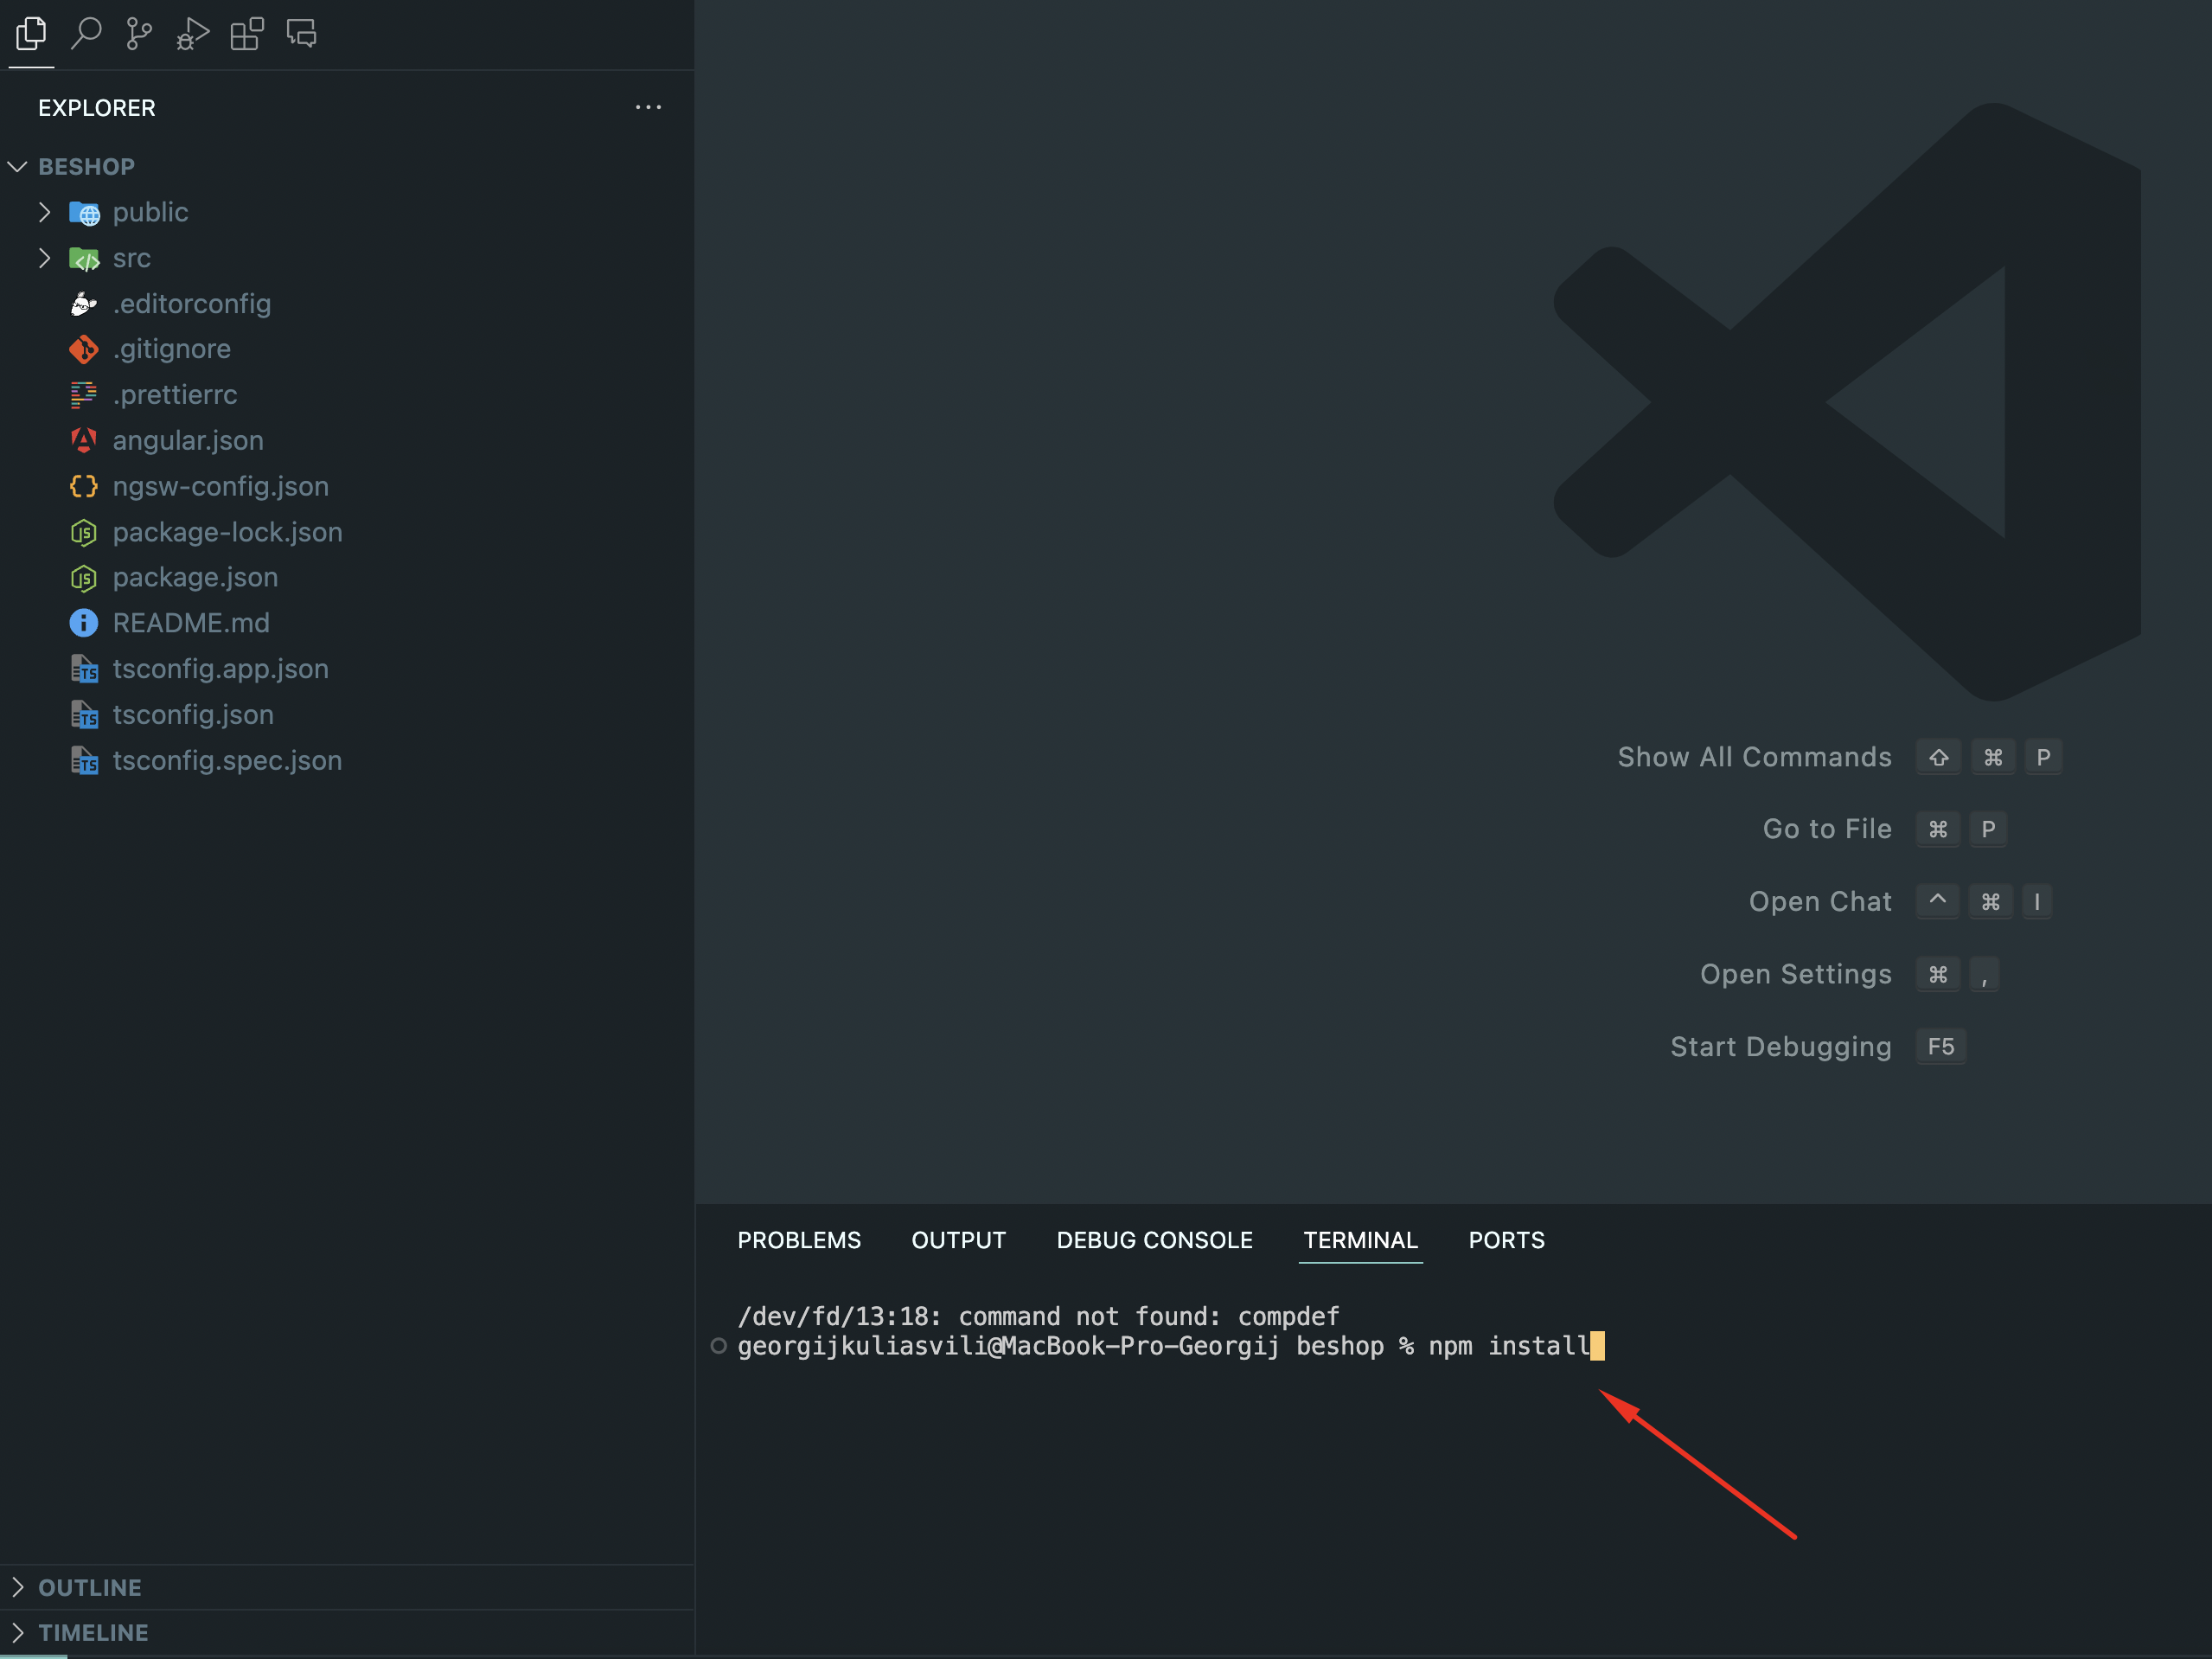 EXPLORER
BESHOP
public
src
.editorconfig
.gitignore
.prettierrc
angular.json
ngsw-config.json
package-lock.json
package.json
README.md
tsconfig.app.json
tsconfig.json
tsconfig.spec.json
OUTLINE
TIMELINE
Show All Commands ⇧ ⌘ P
Go to File ⌘ P
Open Chat ^ ⌘ I
Open Settings ⌘ ,
Start Debugging F5
PROBLEMS OUTPUT DEBUG CONSOLE TERMINAL PORTS
/dev/fd/13:18: command not found: compdef
georgijkuliasvili@MacBook-Pro-Georgij beshop % npm install